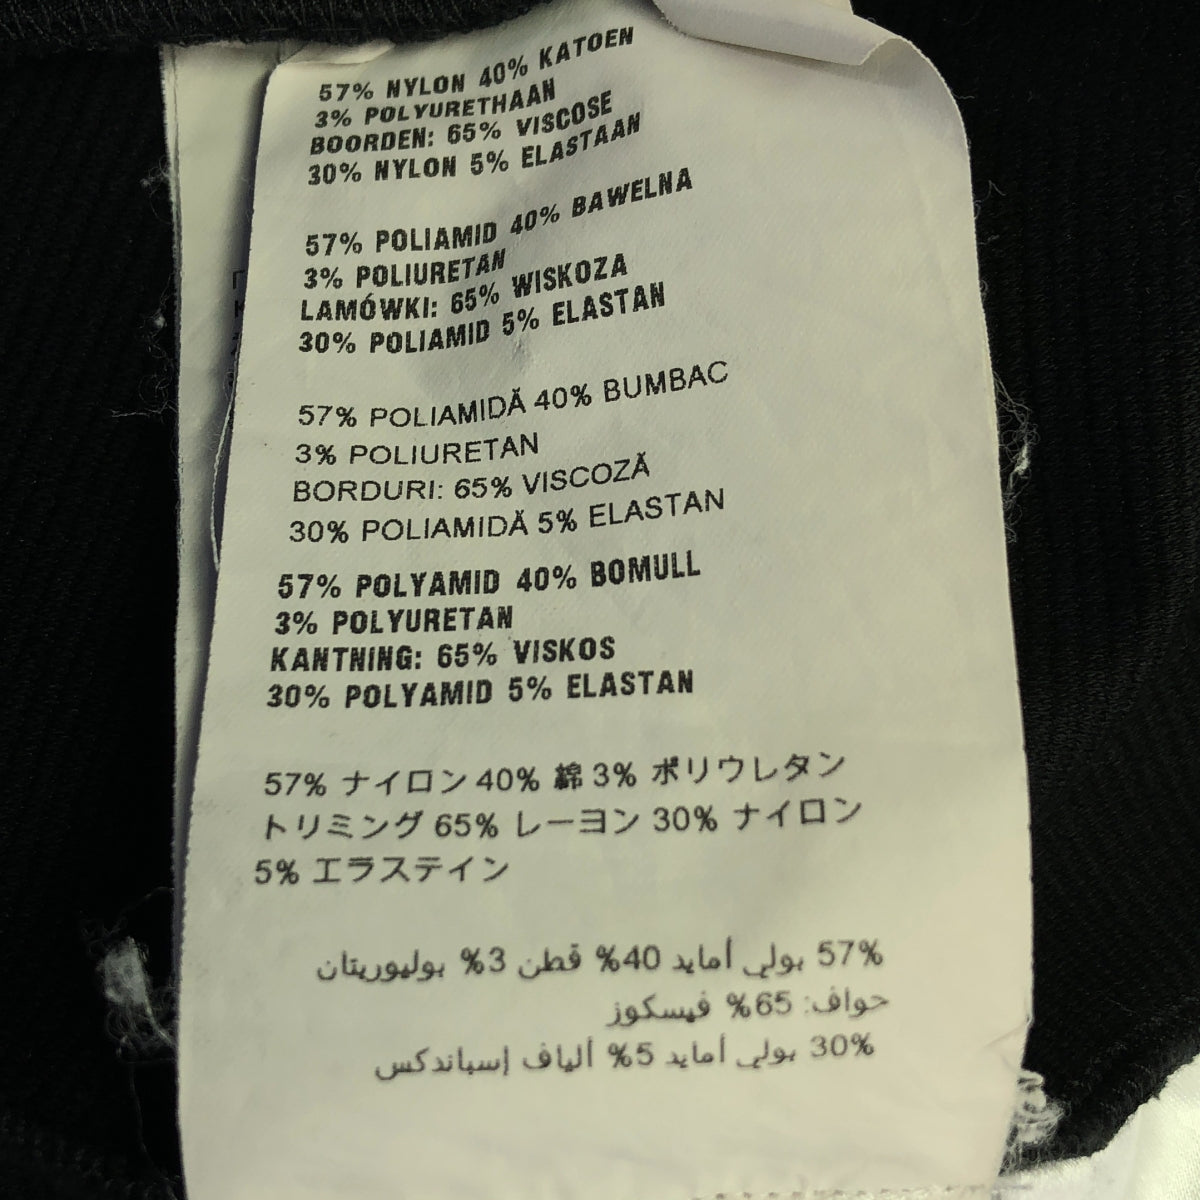 57% NYLON 40% KATOEN
3% POLYURETHAAN
BOORDEN: 65% VISCOSE
30% NYLON 5% ELASTAAN
57% POLIAMID 40% BAWELNA
3% POLIURETAN
LAMÓWKI: 65% WISKOZA
30% POLIAMID 5% ELASTAN
57% POLIAMIDĂ 40% BUMBAC
3% POLIURETAN
BORDURI: 65% VISCOZĂ
30% POLIAMIDĂ 5% ELASTAN
57% POLYAMID 40% BOMULL
3% POLYURETAN
KANTNING: 65% VISKOS
30% POLYAMID 5% ELASTAN
57% ナイロン 40% 綿 3% ポリウレタン
トリミング 65% レーヨン 30% ナイロン
5% エラステイン
57% بولي أمايد 40% قطن 3% بوليوريتان
حواف: 65% فيسكوز
30% بولي أمايد 5% ألياف إسباندكس